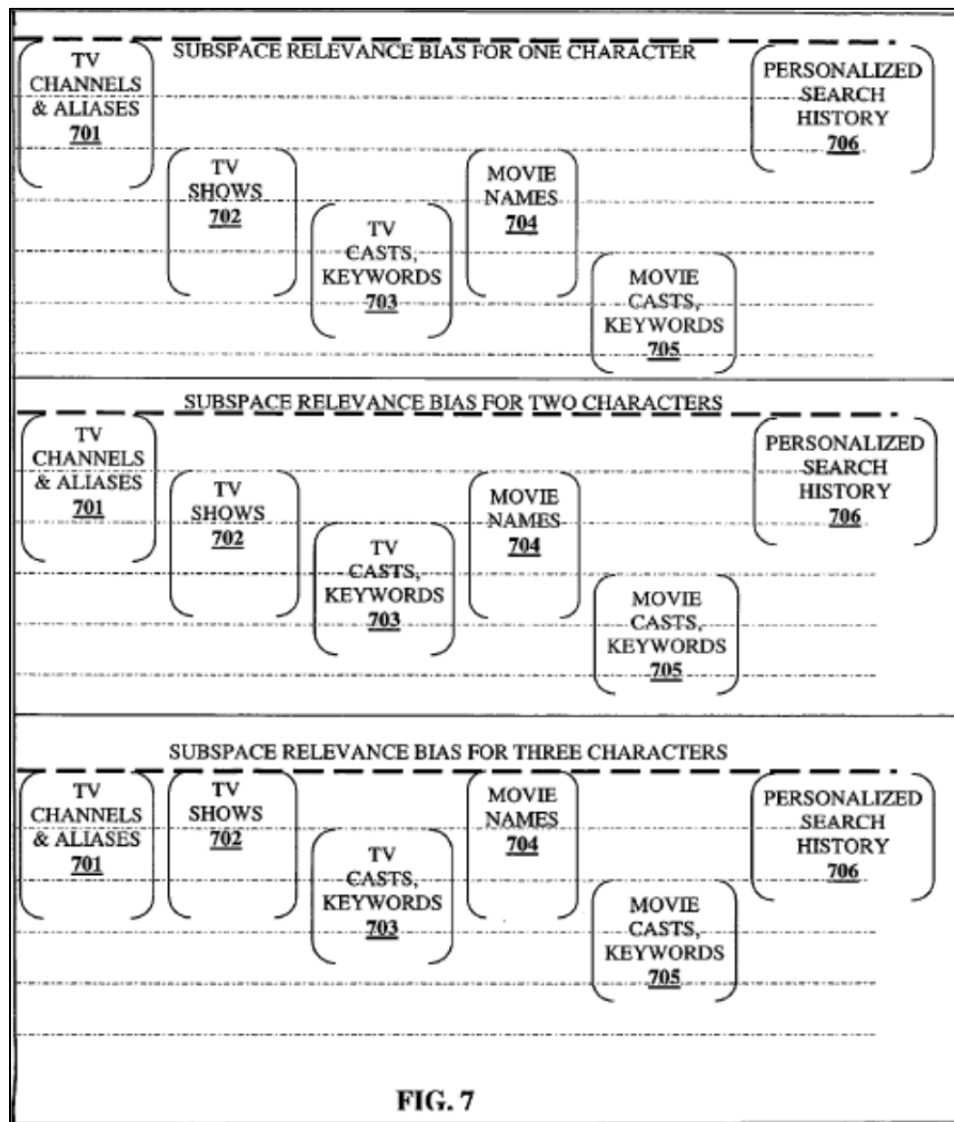 SUBSPACE RELEVANCE BIAS FOR ONE CHARACTER
TV
CHANNELS
& ALIASES
701
TV
SHOWS
702
TV
CASTS,
KEYWORDS
703
MOVIE
NAMES
704
MOVIE
CASTS,
KEYWORDS
705
PERSONALIZED
SEARCH
HISTORY
706
SUBSPACE RELEVANCE BIAS FOR TWO CHARACTERS
TV
CHANNELS
& ALIASES
701
TV
SHOWS
702
TV
CASTS,
KEYWORDS
703
MOVIE
NAMES
704
MOVIE
CASTS,
KEYWORDS
705
PERSONALIZED
SEARCH
HISTORY
706
SUBSPACE RELEVANCE BIAS FOR THREE CHARACTERS
TV
CHANNELS
& ALIASES
701
TV
SHOWS
702
TV
CASTS,
KEYWORDS
703
MOVIE
NAMES
704
MOVIE
CASTS,
KEYWORDS
705
PERSONALIZED
SEARCH
HISTORY
706
FIG. 7